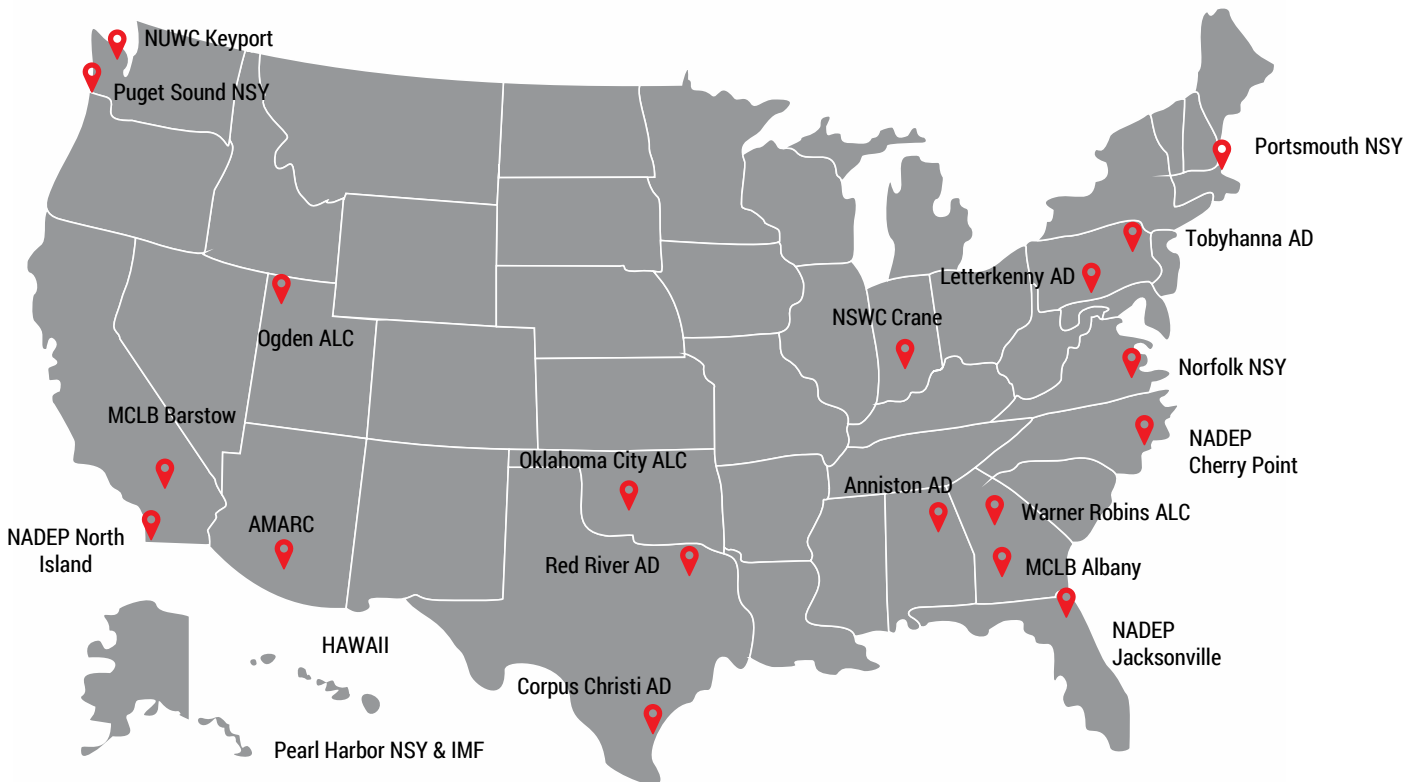 NUWC Keyport
Puget Sound NSY
Portsmouth NSY
Tobyhanna AD
Letterkenny AD
NSWC Crane
Ogden ALC
Norfolk NSY
MCLB Barstow
NADEP
Cherry Point
Oklahoma City ALC
Anniston AD
Warner Robins ALC
AMARC
NADEP North
Island
Red River AD
MCLB Albany
HAWAII
NADEP
Jacksonville
Corpus Christi AD
Pearl Harbor NSY & IMF